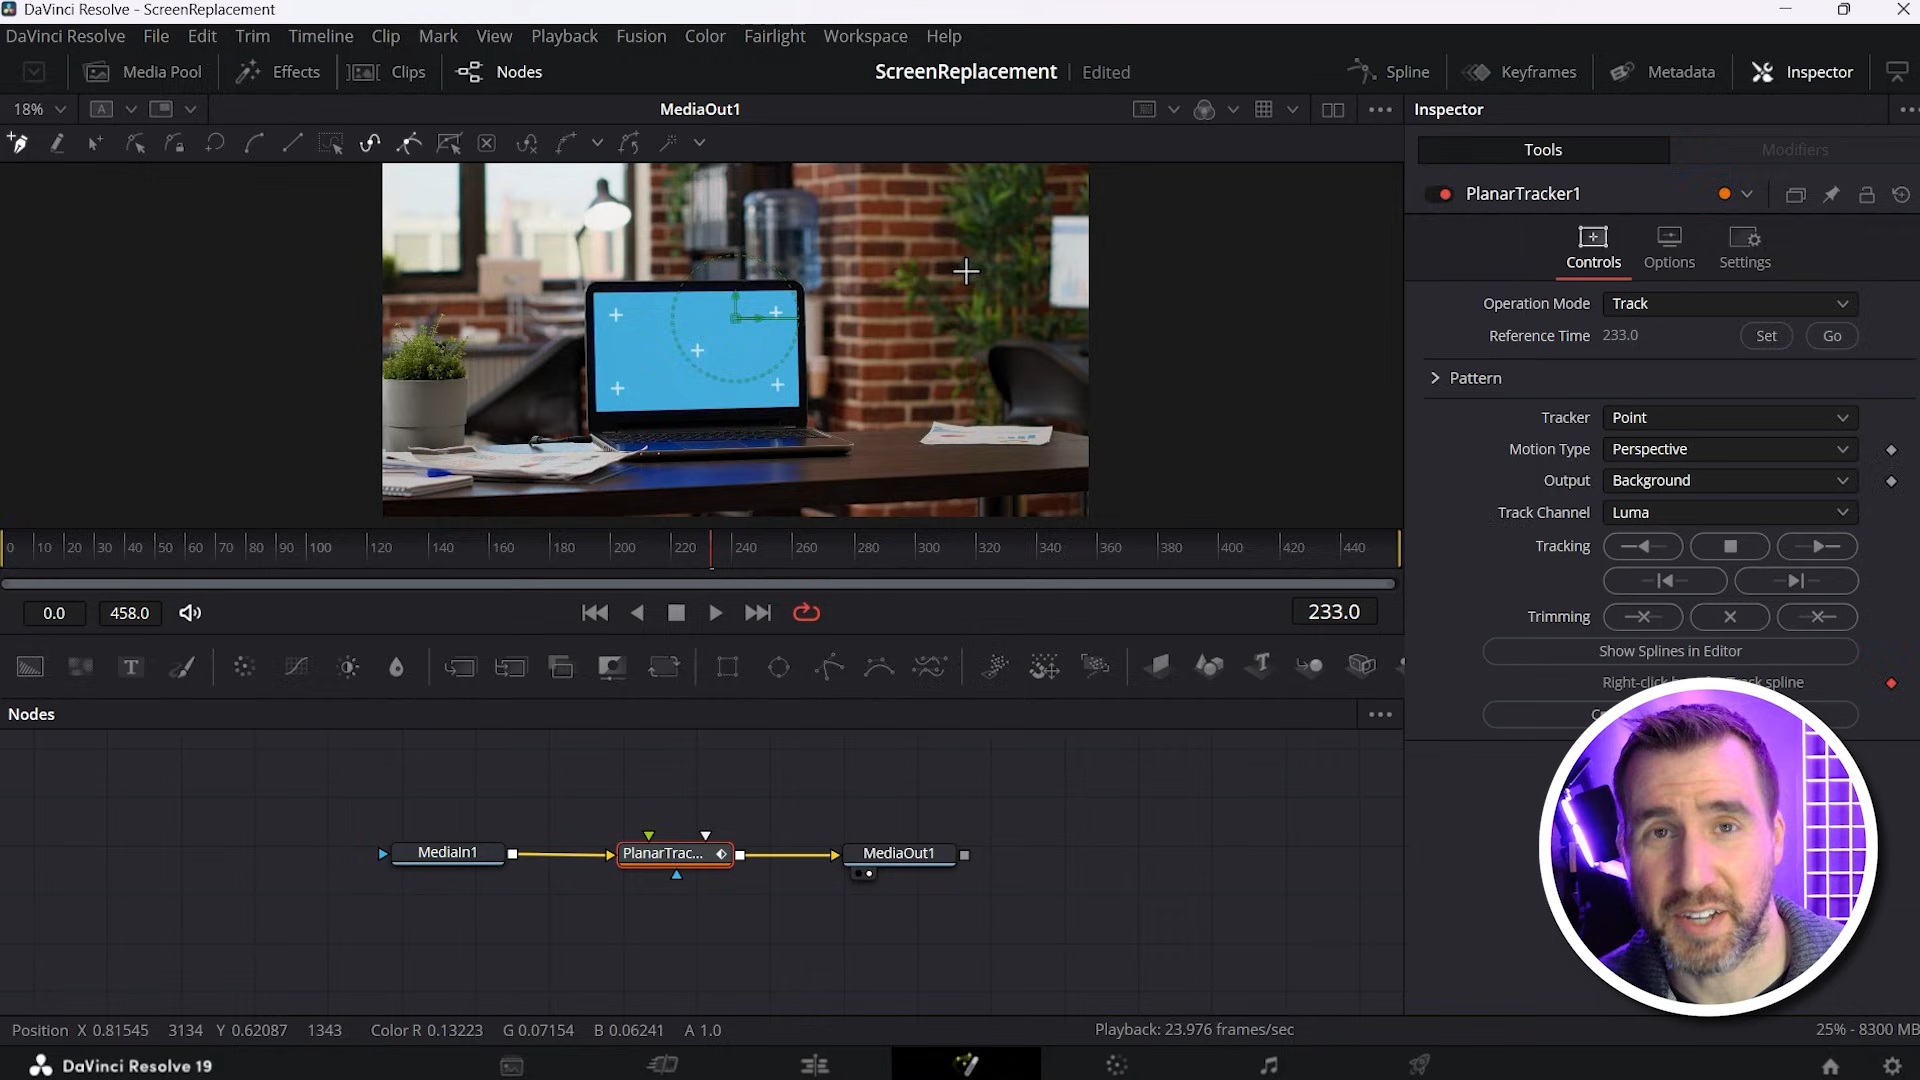 DaVinci Resolve - ScreenReplacement
DaVinci Resolve File Edit Trim Timeline Clip Mark View Playback Fusion Color Fairlight Workspace Help
Media Pool Effects Clips Nodes ScreenReplacement Edited Spline Keyframes Metadata Inspector
18% A MediaOut1 Inspector
Tools Modifiers
PlanarTracker1
Controls Options Settings
Operation Mode Track
Reference Time 233.0 Set Go
Pattern
Tracker Point
Motion Type Perspective
Output Background
Track Channel Luma
0 10 20 30 40 50 60 70 80 90 100 120 140 160 180 200 220 240 260 280 300 320 340 360 380 400 420 440
Tracking
0.0 458.0 233.0
Trimming
Show Splines in Editor
Right-click spline
Nodes
MediaIn1 PlanarTrac... MediaOut1
Position X 0.81545 3134 Y 0.62087 1343 Color R 0.13223 G 0.07154 B 0.06241 A 1.0 Playback: 23.976 frames/sec 25% - 8300 MB
DaVinci Resolve 19